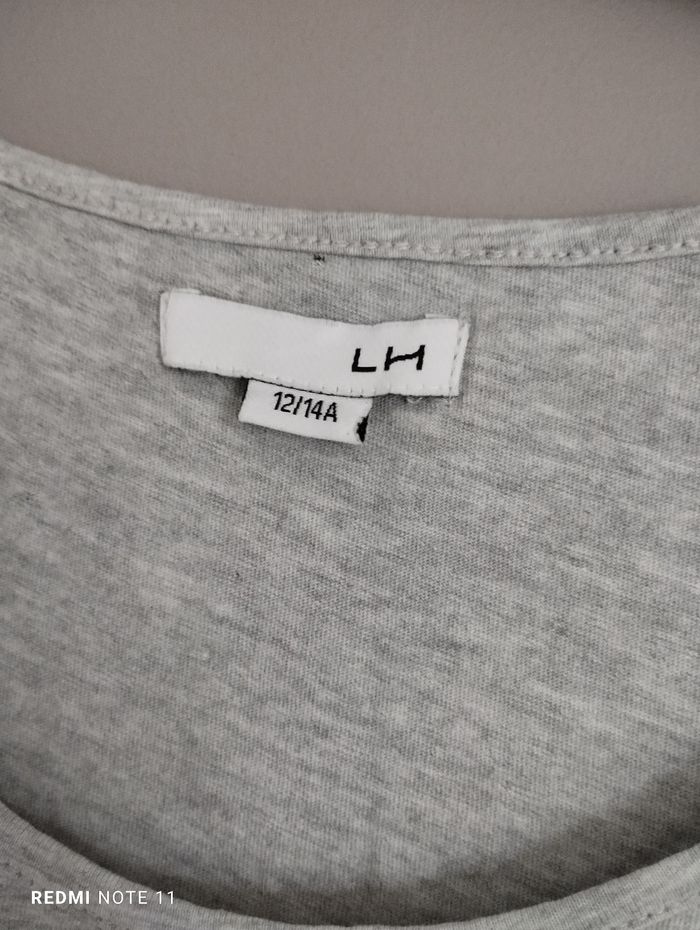 LH
12/14A
REDMI NOTE 11